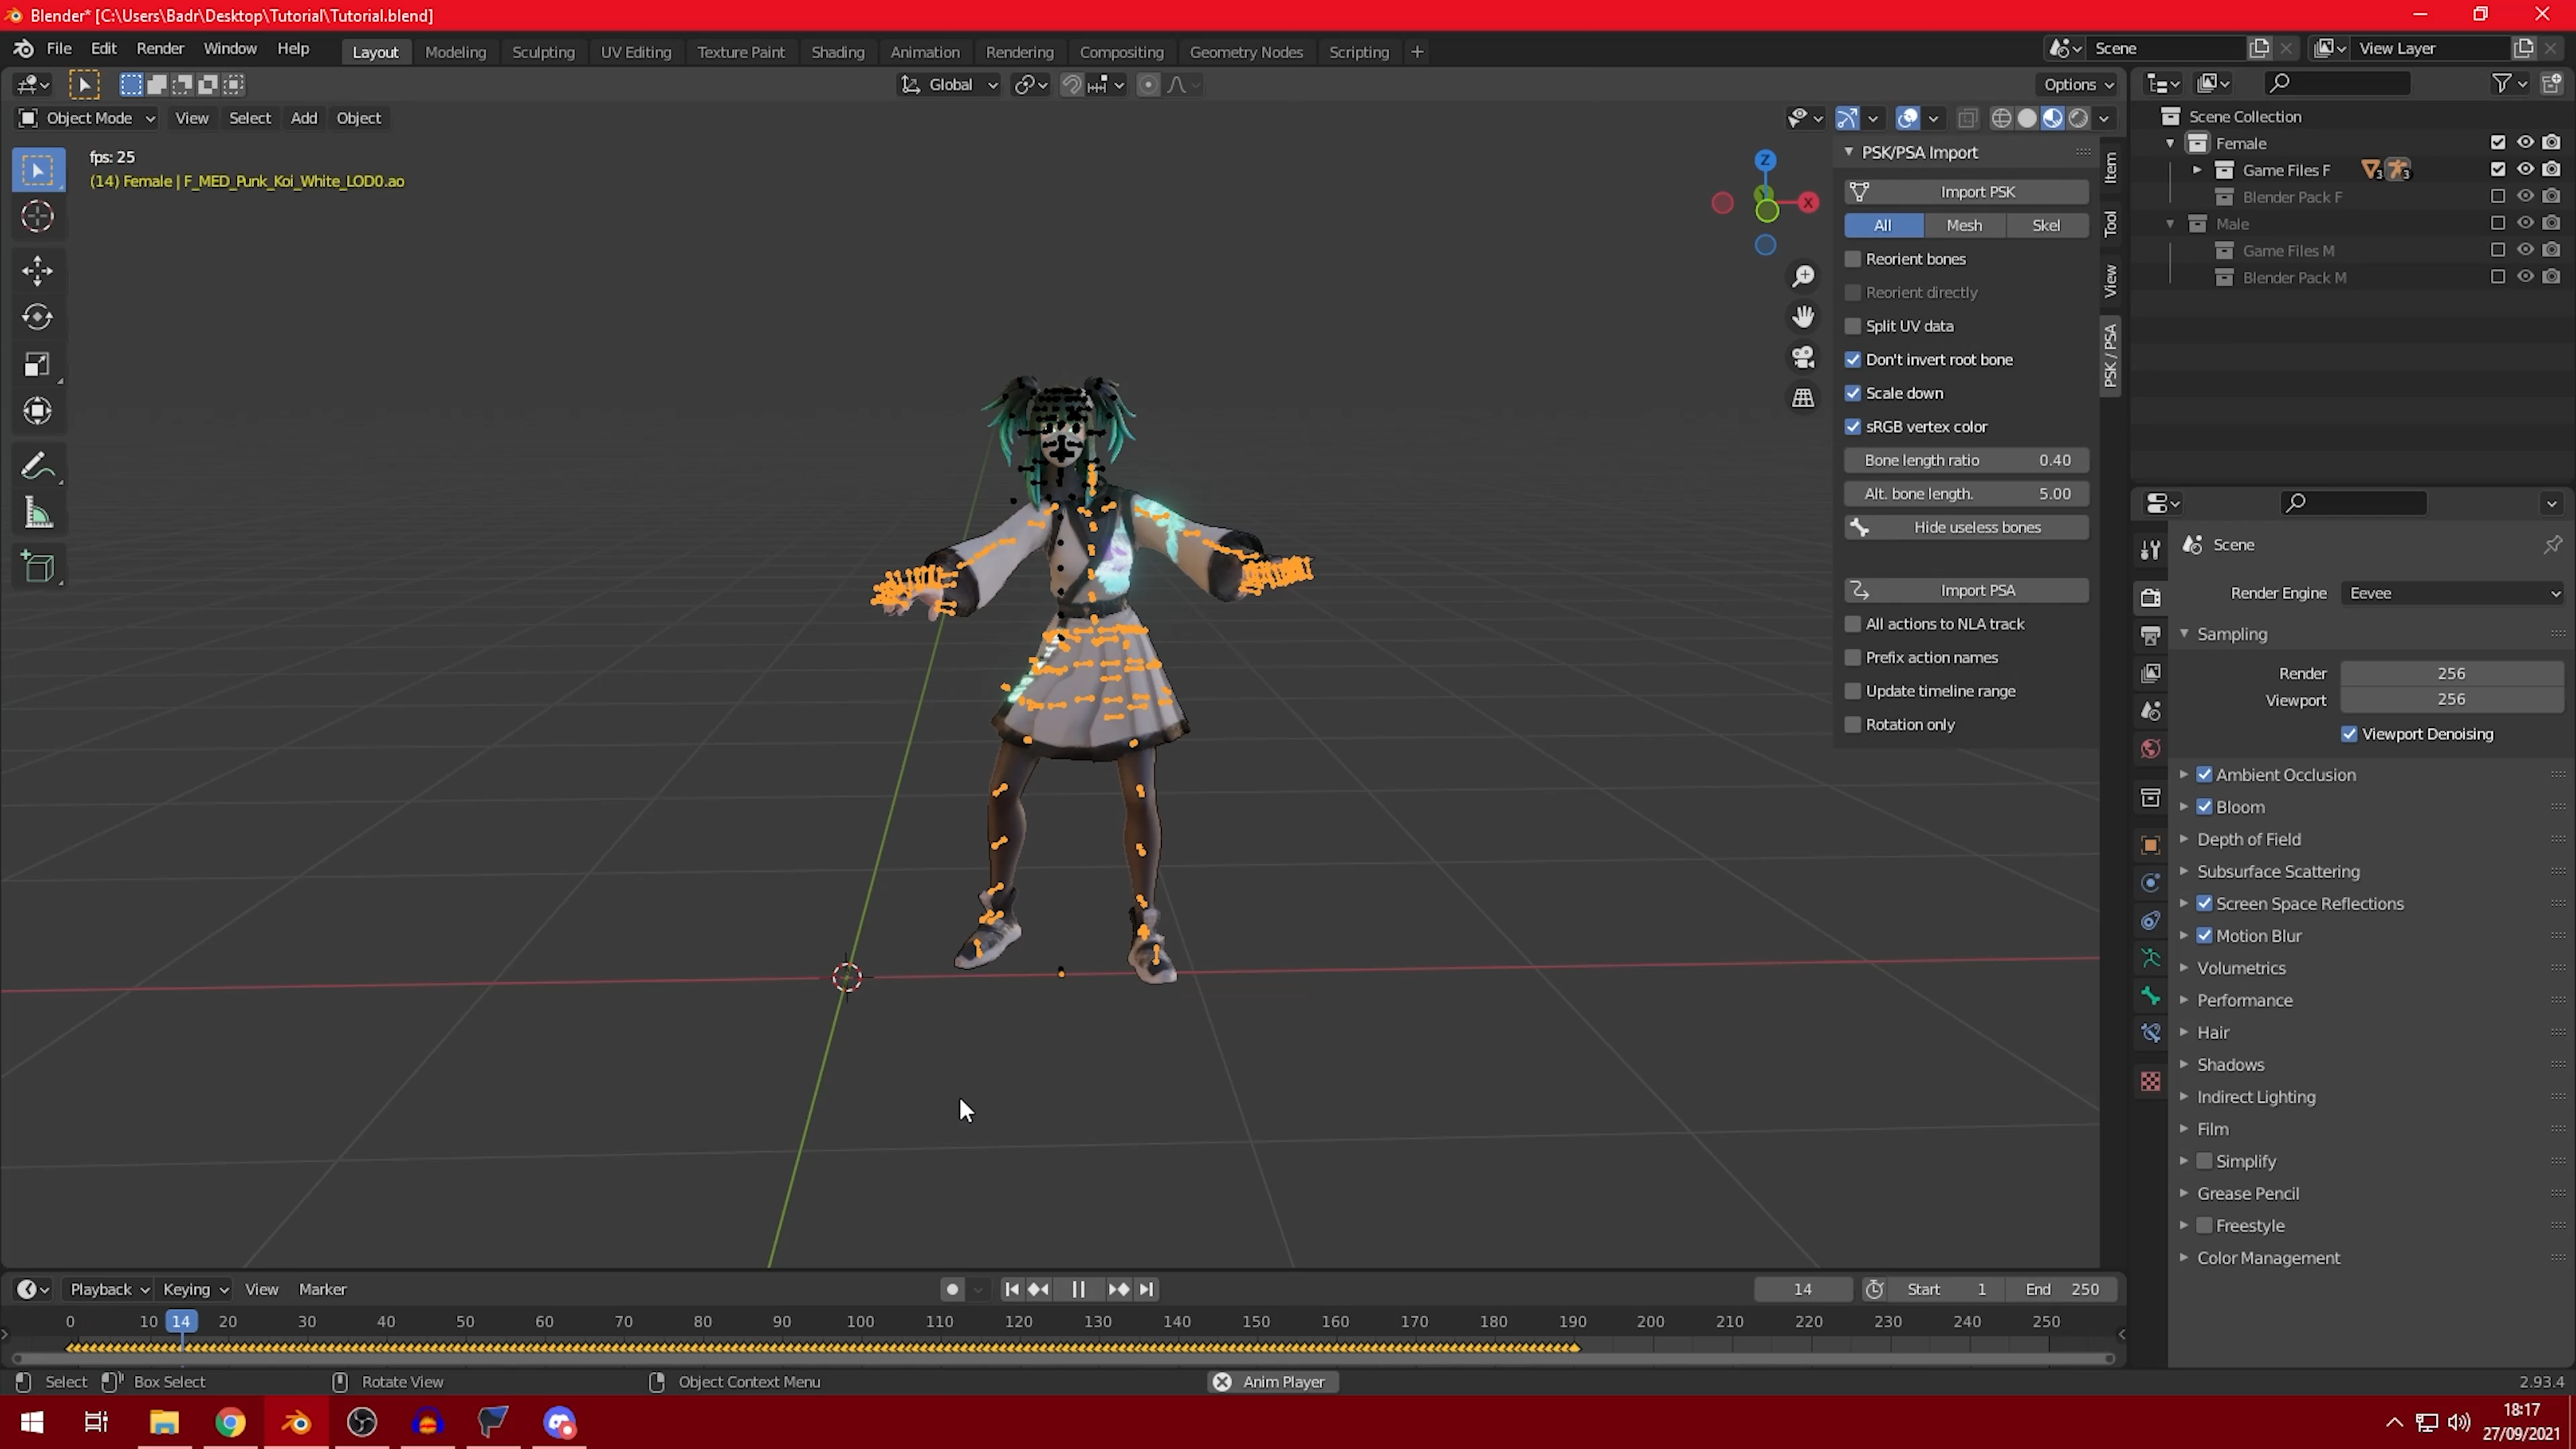 Blender* [C:\Users\Badr\Desktop\Tutorial\Tutorial.blend]
File Edit Render Window Help Layout Modeling Sculpting UV Editing Texture Paint Shading Animation Rendering Compositing Geometry Nodes Scripting + Scene View Layer
Global Options
Object Mode View Select Add Object
fps: 25
(14) Female | F_MED_Punk_Koi_White_LOD0.ao
Z
X
PSK/PSA Import
Import PSK
All Mesh Skel
Reorient bones
Reorient directly
Split UV data
Don't invert root bone
Scale down
sRGB vertex color
Bone length ratio 0.40
Alt. bone length. 5.00
Hide useless bones
Import PSA
All actions to NLA track
Prefix action names
Update timeline range
Rotation only
Item
Tool
View
PSK / PSA
Scene Collection
Female
Game Files F 3 3
Blender Pack F
Male
Game Files M
Blender Pack M
Scene
Render Engine Eevee
Sampling
Render 256
Viewport 256
Viewport Denoising
Ambient Occlusion
Bloom
Depth of Field
Subsurface Scattering
Screen Space Reflections
Motion Blur
Volumetrics
Performance
Hair
Shadows
Indirect Lighting
Film
Simplify
Grease Pencil
Freestyle
Color Management
Playback Keying View Marker 14 Start 1 End 250
0 10 14 20 30 40 50 60 70 80 90 100 110 120 130 140 150 160 170 180 190 200 210 220 230 240 250
Select Box Select Rotate View Object Context Menu Anim Player 2.93.4
18:17
27/09/2021